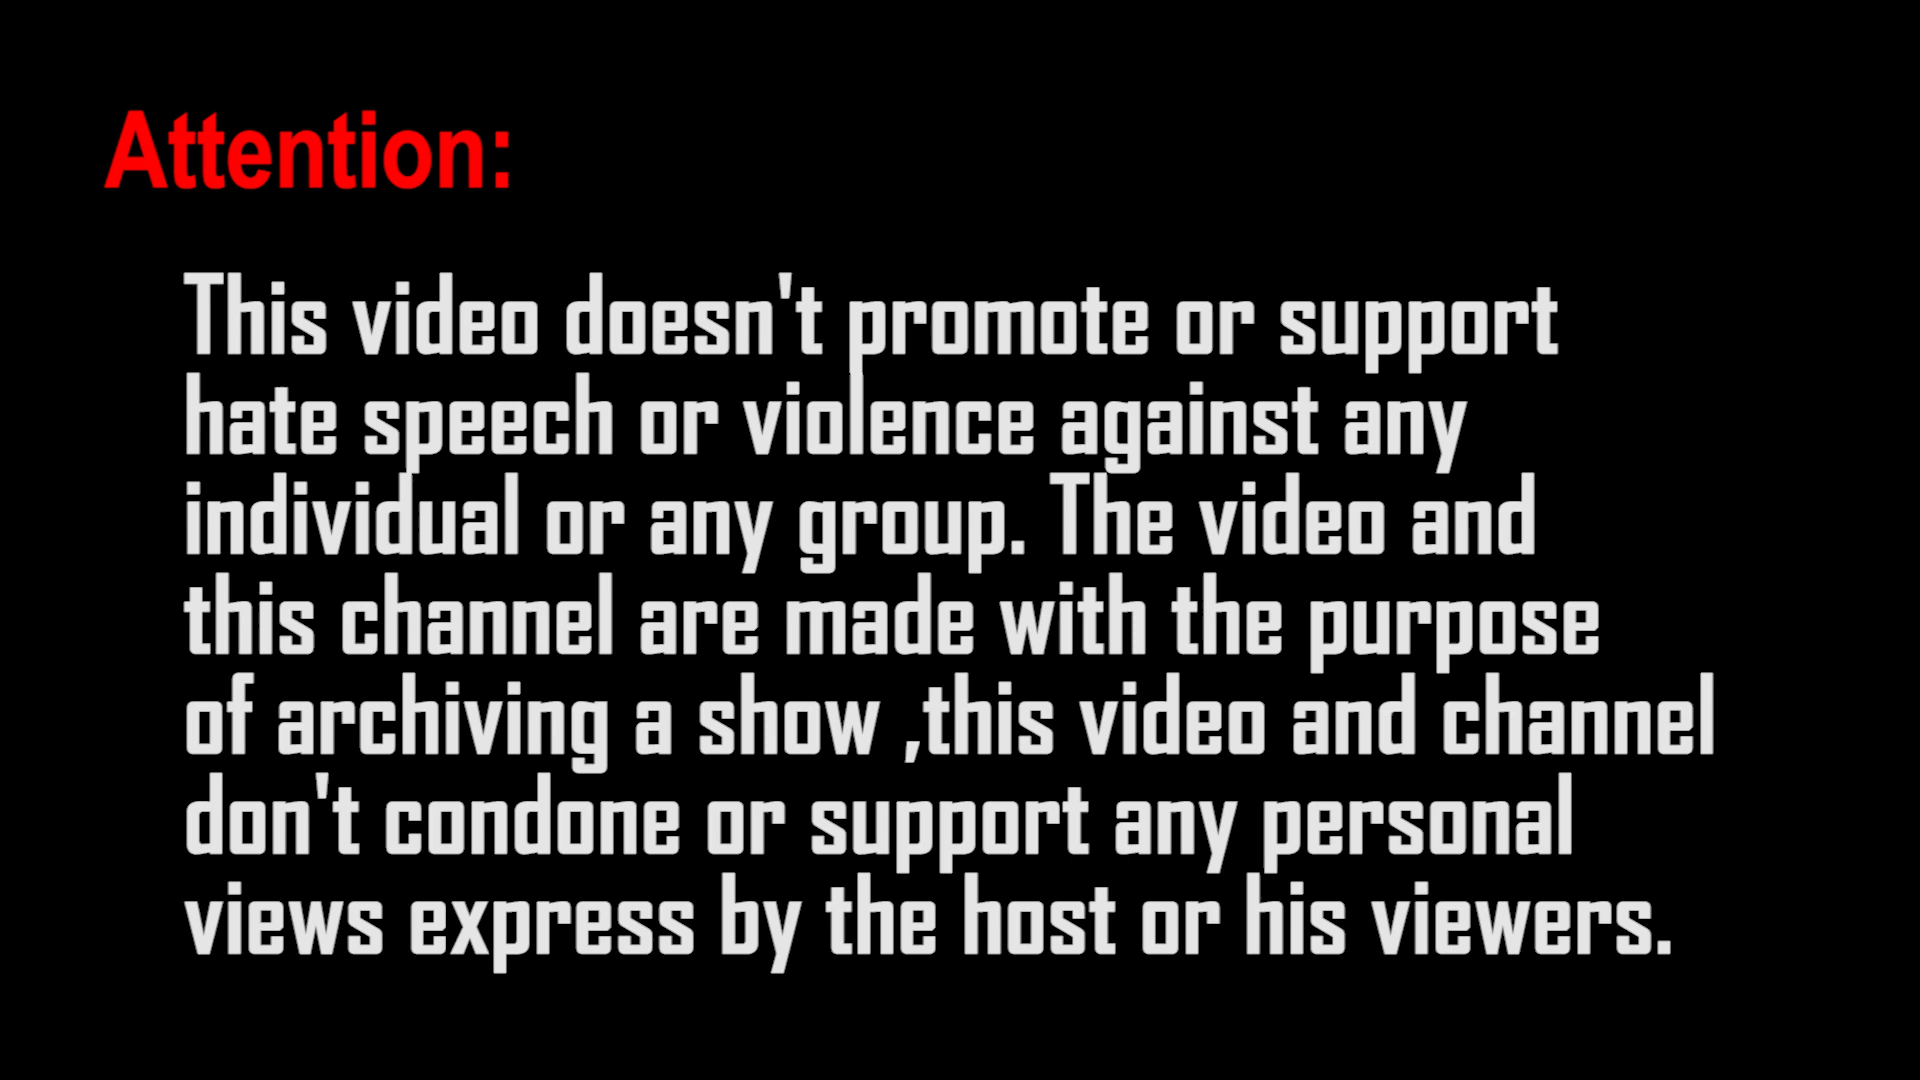 Attention:
This video doesn't promote or support
hate speech or violence against any
individual or any group. The video and
this channel are made with the purpose
of archiving a show ,this video and channel
don't condone or support any personal
views express by the host or his viewers.